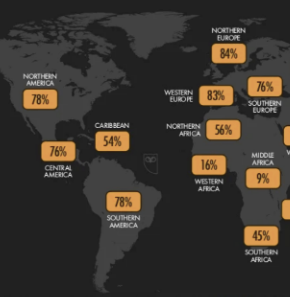 NORTHERN
EUROPE
84%
NORTHERN
AMERICA
78%
WESTERN
EUROPE
83%
76%
SOUTHERN
EUROPE
CARIBBEAN
54%
NORTHERN
AFRICA
56%
76%
CENTRAL
AMERICA
16%
WESTERN
AFRICA
MIDDLE
AFRICA
9%
78%
SOUTHERN
AMERICA
45%
SOUTHERN
AFRICA